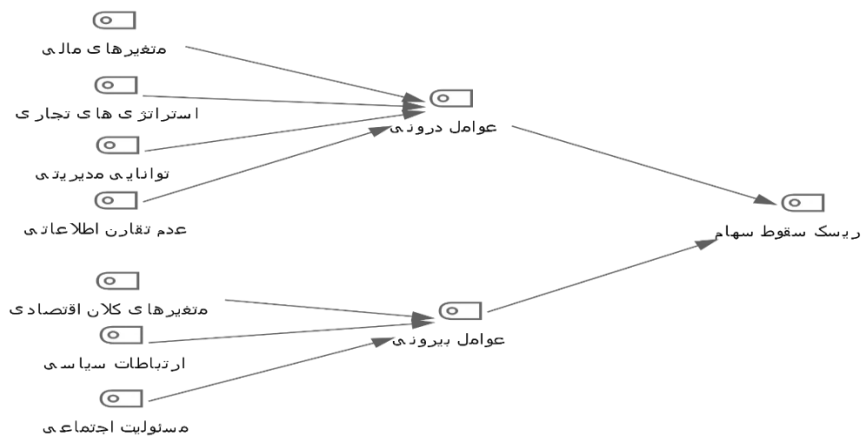 متغیرهای مالی
استراتژی های تجاری
عوامل درونی
توانایی مدیریتی
عدم تقارن اطلاعاتی
ریسک سقوط سهام
متغیرهای کلان اقتصادی
عوامل بیرونی
ارتباطات سیاسی
مسئولیت اجتماعی